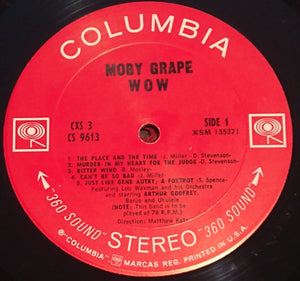 COLUMBIA
MOBY GRAPE
WOW
CXS 3
CS 9613
SIDE 1
XSM 135321
1. THE PLACE AND THE TIME J. Miller- D. Stevenson-
2. MURDER IN MY HEART FOR THE JUDGE -D. Stevenson-
3. BITTER WIND -B. Mosley-
4. CAN'T BE SO BAD -J. Miller-
5. JUST LIKE GENE AUTRY; A FOXTROT -S. Spence-
Featuring Lou Waxman and his Orchestra
and starring ARTHUR GODFREY,
Banjo and Ukulele
(NOTE: This band is to be
played at 78 R.P.M.)
Direction: Matthew Katz
"360 SOUND" STEREO "360 SOUND"
® "COLUMBIA", MARCAS REG. PRINTED IN U.S.A.